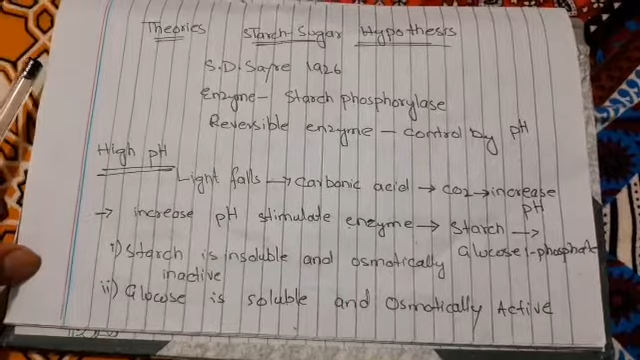 Theories Starch-Sugar Hypothesis
S.D. Sayre 1926
Enzyme - Starch phosphorylase
Reversible enzyme - control by pH
High pH
Light falls → carbonic acid → CO2 → increase pH
→ increase pH stimulate enzyme → Starch →
Glucose 1-phosphate
i) Starch is insoluble and osmotically
inactive
ii) Glocose is soluble and Osmotically Active